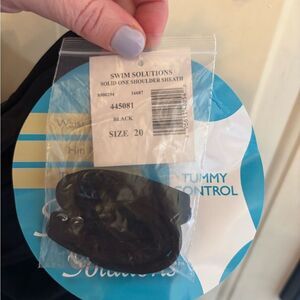 SWIM SOLUTIONS
SOLID ONE SHOULDER SHEATH
445081
BLACK
SIZE 20
TUMMY
CONTROL
Solutions